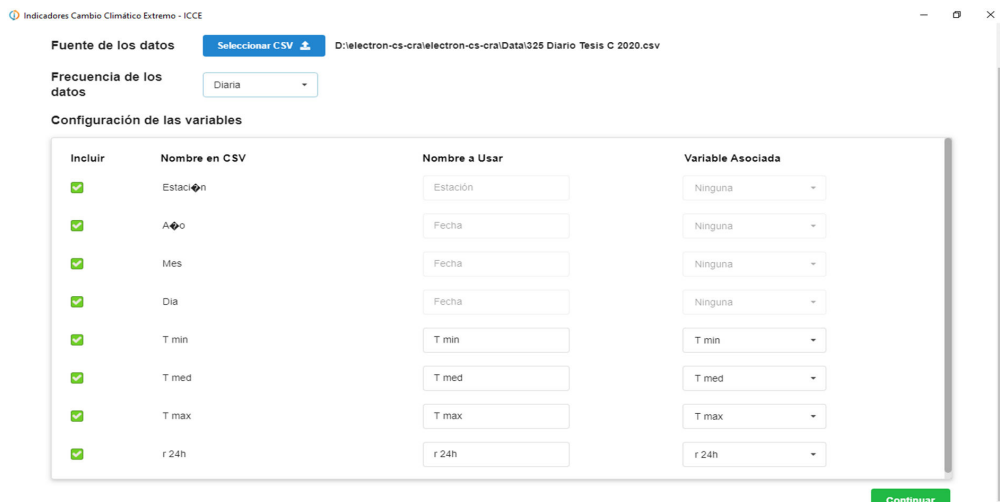 Indicadores Cambio Climático Extremo - ICCE
Fuente de los datos Seleccionar CSV D:\electron-cs-cra\electron-cs-cra\Data\325 Diario Tesis C 2020.csv
Frecuencia de los datos Diaria
Configuración de las variables
Incluir Nombre en CSV Nombre a Usar Variable Asociada
Estaci�n Estación Ninguna
A�o Fecha Ninguna
Mes Fecha Ninguna
Dia Fecha Ninguna
T min T min T min
T med T med T med
T max T max T max
r 24h r 24h r 24h
Continuar